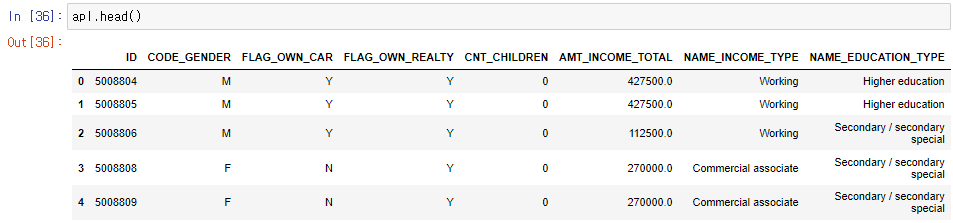 In [36]: apl.head()
Out[36]:
ID CODE_GENDER FLAG_OWN_CAR FLAG_OWN_REALTY CNT_CHILDREN AMT_INCOME_TOTAL NAME_INCOME_TYPE NAME_EDUCATION_TYPE
0 5008804 M Y Y 0 427500.0 Working Higher education
1 5008805 M Y Y 0 427500.0 Working Higher education
2 5008806 M Y Y 0 112500.0 Working Secondary / secondary
special
3 5008808 F N Y 0 270000.0 Commercial associate Secondary / secondary
special
4 5008809 F N Y 0 270000.0 Commercial associate Secondary / secondary
special